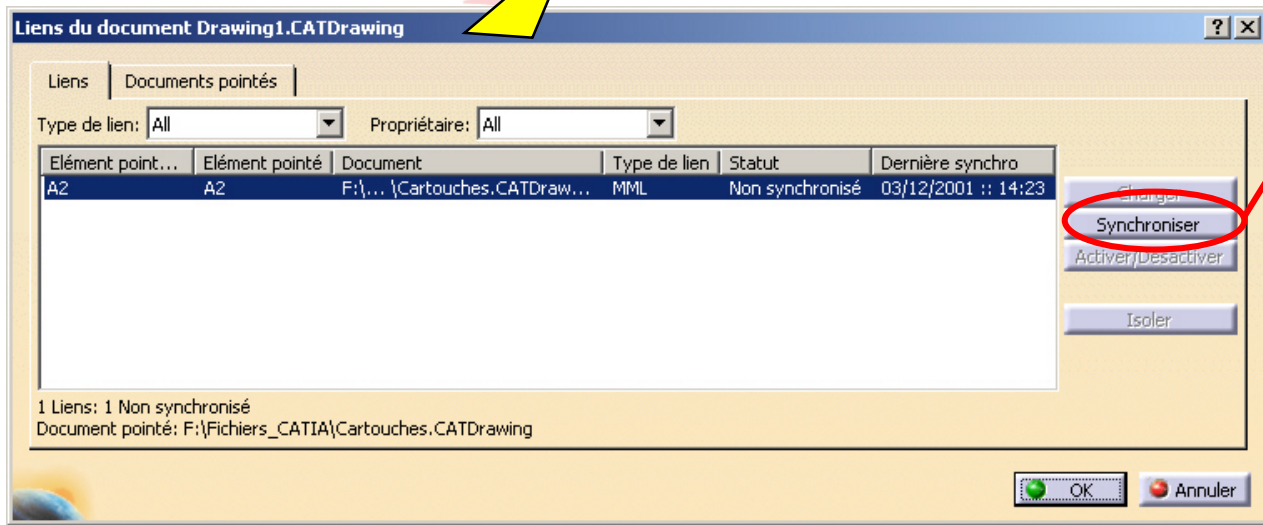 Liens du document Drawing1.CATDrawing
Liens Documents pointés
Type de lien: All Propriétaire: All
Elément point... Elément pointé Document Type de lien Statut Dernière synchro
A2 A2 F:\... \Cartouches.CATDraw... MML Non synchronisé 03/12/2001 :: 14:23
Charger
Synchroniser
Activer/Désactiver
Isoler
1 Liens: 1 Non synchronisé
Document pointé: F:\Fichiers_CATIA\Cartouches.CATDrawing
OK Annuler